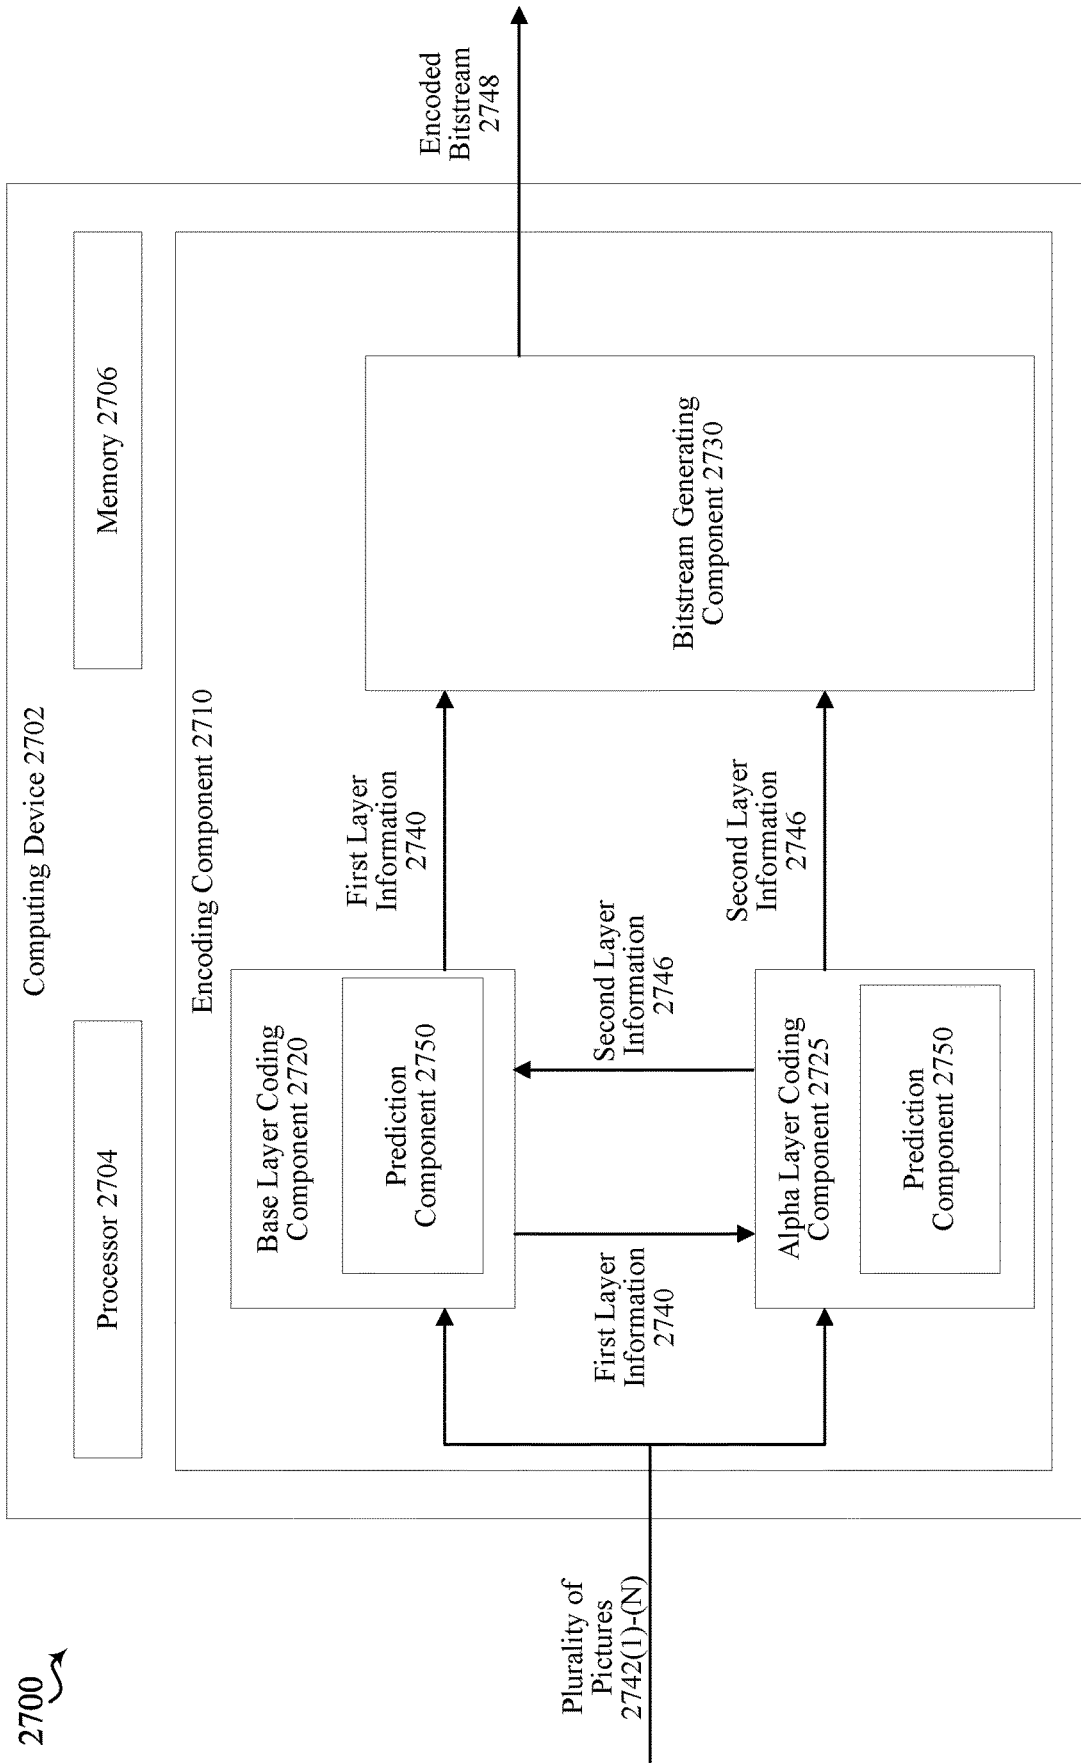 2700
Computing Device 2702
Processor 2704
Memory 2706
Encoding Component 2710
Base Layer Coding
Component 2720
Prediction
Component 2750
First Layer
Information
2740
Plurality of
Pictures
2742(1)-(N)
First Layer
Information
2740
Second Layer
Information
2746
Bitstream Generating
Component 2730
Encoded
Bitstream
2748
Alpha Layer Coding
Component 2725
Prediction
Component 2750
Second Layer
Information
2746